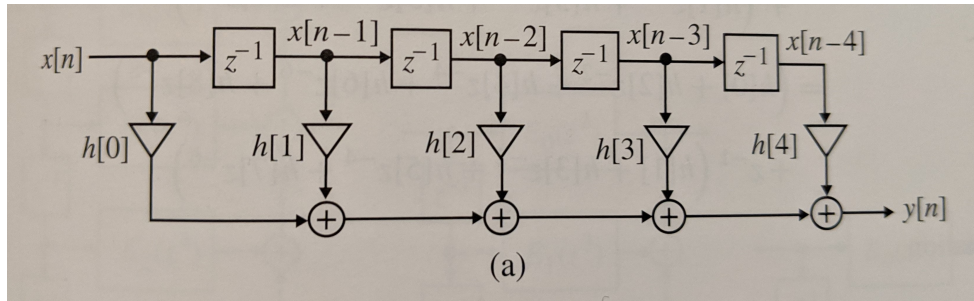 x[n] z⁻¹ x[n−1] z⁻¹ x[n−2] z⁻¹ x[n−3] z⁻¹ x[n−4]
h[0] h[1] h[2] h[3] h[4]
+ + + + y[n]
(a)